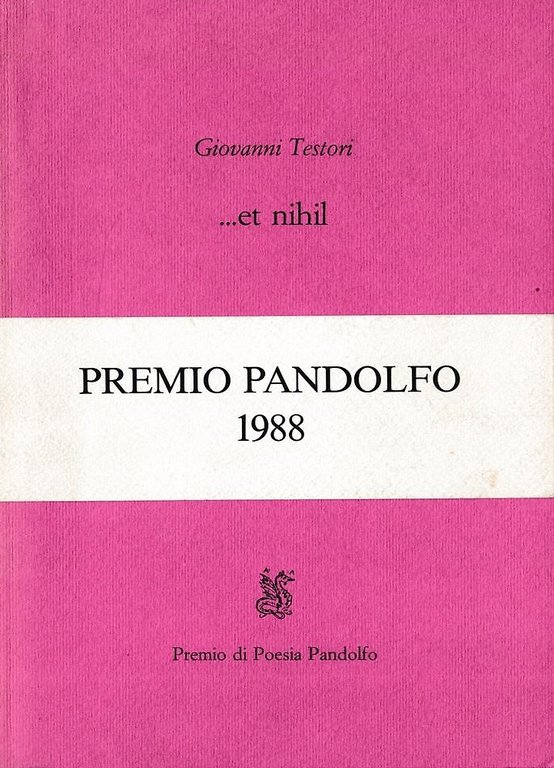 Giovanni Testori
...et nihil
PREMIO PANDOLFO
1988
Premio di Poesia Pandolfo